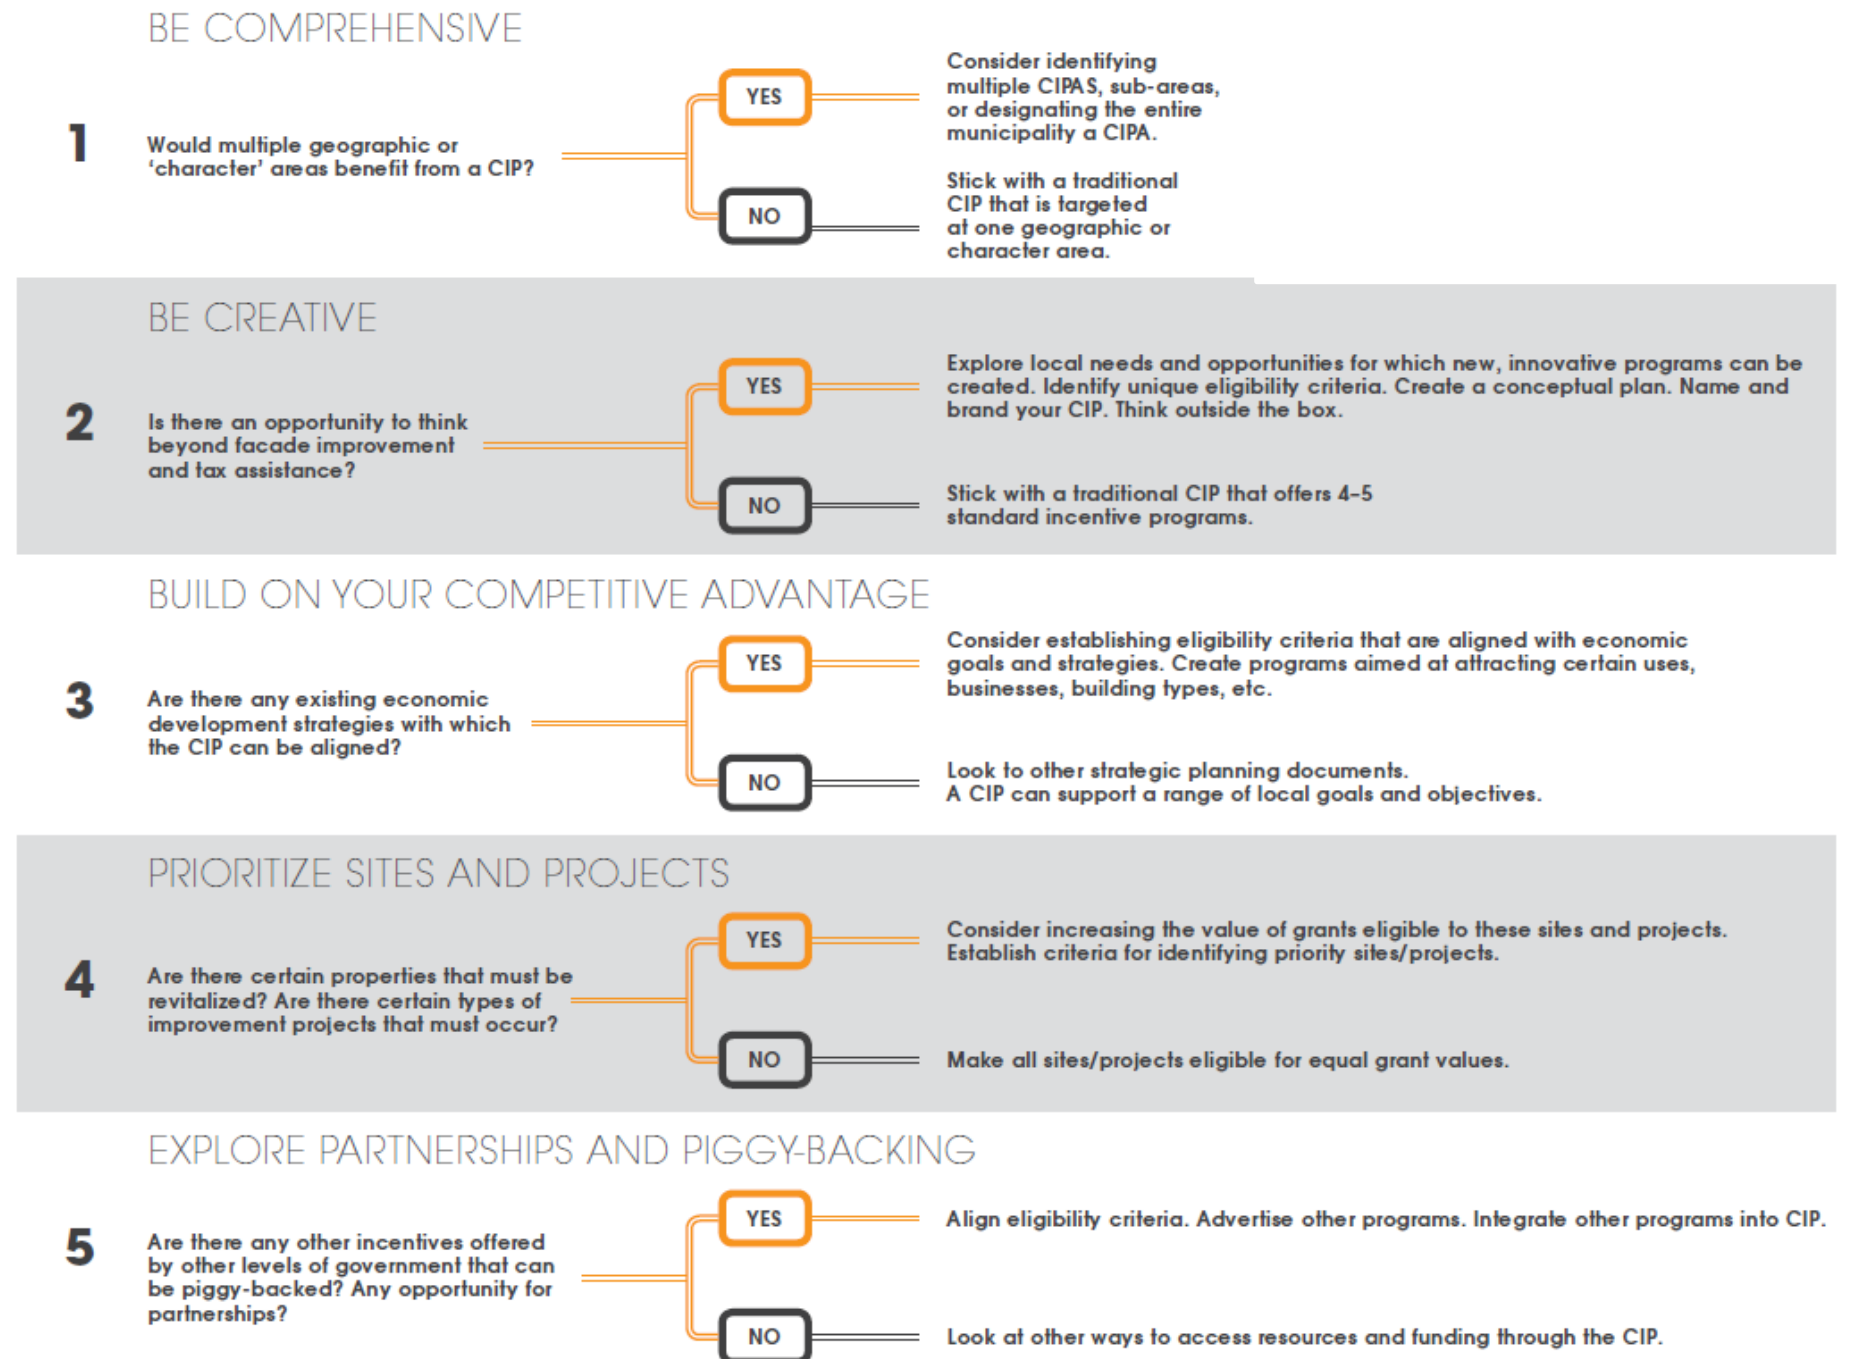 BE COMPREHENSIVE
1
Would multiple geographic or
‘character’ areas benefit from a CIP?
YES
Consider identifying
multiple CIPAS, sub-areas,
or designating the entire
municipality a CIPA.
NO
Stick with a traditional
CIP that is targeted
at one geographic or
character area.
BE CREATIVE
2
Is there an opportunity to think
beyond facade improvement
and tax assistance?
YES
Explore local needs and opportunities for which new, innovative programs can be
created. Identify unique eligibility criteria. Create a conceptual plan. Name and
brand your CIP. Think outside the box.
NO
Stick with a traditional CIP that offers 4–5
standard incentive programs.
BUILD ON YOUR COMPETITIVE ADVANTAGE
3
Are there any existing economic
development strategies with which
the CIP can be aligned?
YES
Consider establishing eligibility criteria that are aligned with economic
goals and strategies. Create programs aimed at attracting certain uses,
businesses, building types, etc.
NO
Look to other strategic planning documents.
A CIP can support a range of local goals and objectives.
PRIORITIZE SITES AND PROJECTS
4
Are there certain properties that must be
revitalized? Are there certain types of
improvement projects that must occur?
YES
Consider increasing the value of grants eligible to these sites and projects.
Establish criteria for identifying priority sites/projects.
NO
Make all sites/projects eligible for equal grant values.
EXPLORE PARTNERSHIPS AND PIGGY-BACKING
5
Are there any other incentives offered
by other levels of government that can
be piggy-backed? Any opportunity for
partnerships?
YES
Align eligibility criteria. Advertise other programs. Integrate other programs into CIP.
NO
Look at other ways to access resources and funding through the CIP.